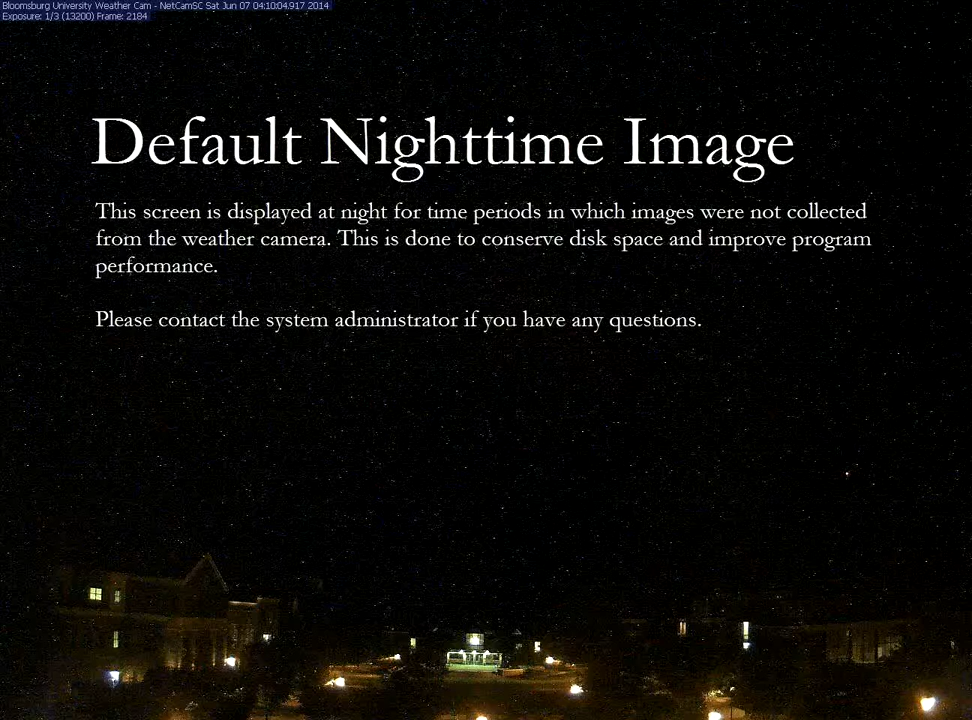 Bloomsburg University Weather Cam - NetCamSC Sat Jun 07 04:10:04.917 2014
Exposure: 1/3 (13200) Frame: 2184
Default Nighttime Image
This screen is displayed at night for time periods in which images were not collected
from the weather camera. This is done to conserve disk space and improve program
performance.
Please contact the system administrator if you have any questions.